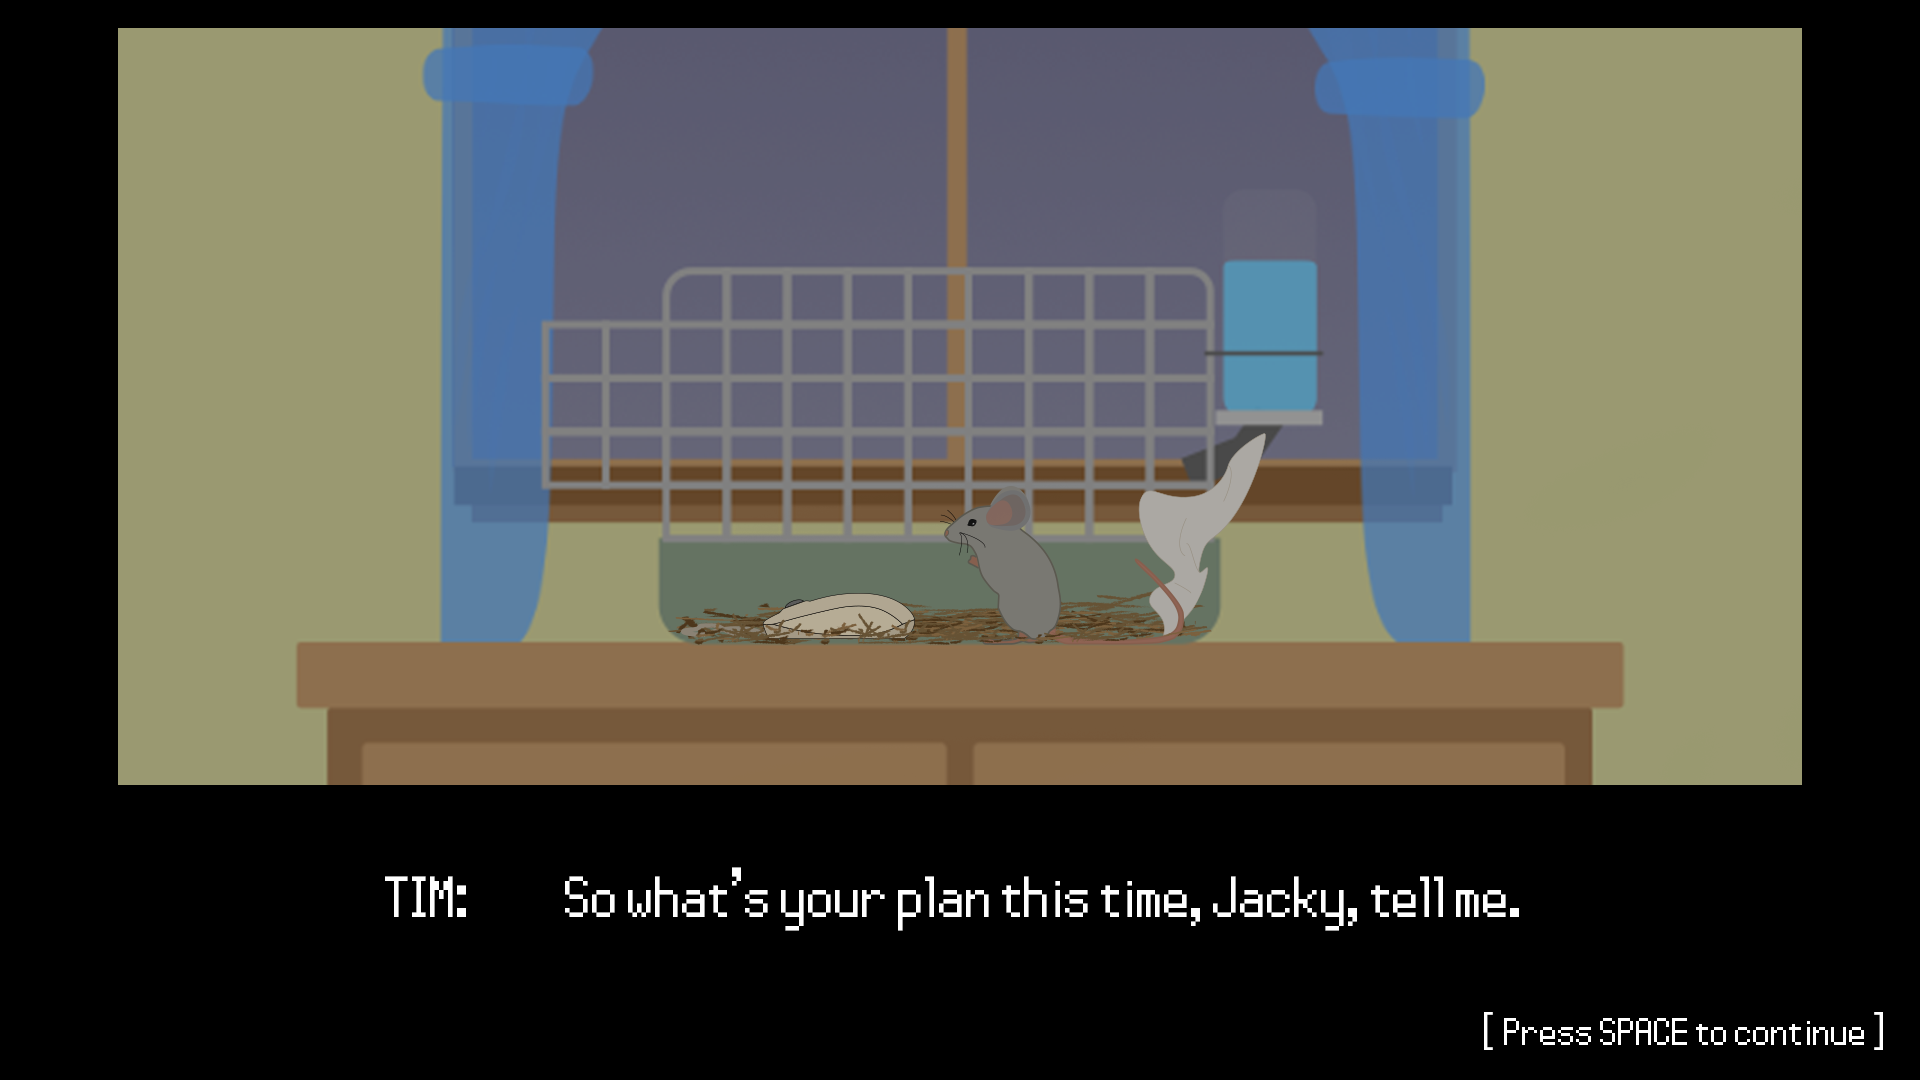 TIM: So what's your plan this time, Jacky, tell me.
[ Press SPACE to continue ]